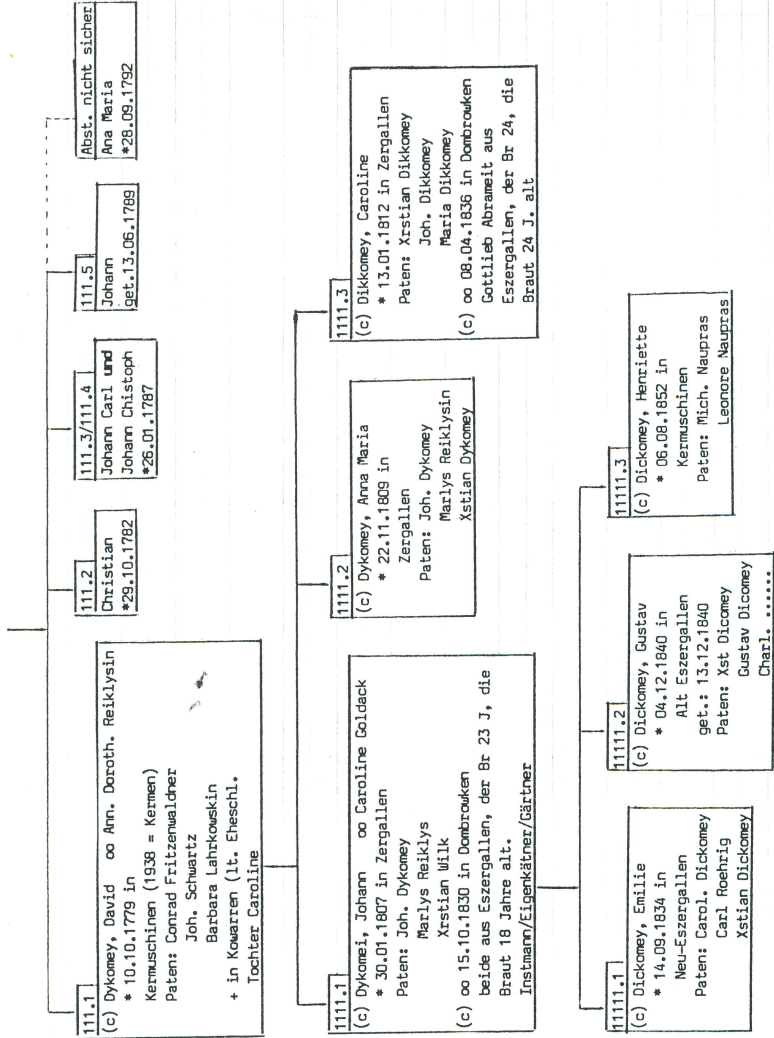 111.1
(c) Dykomey, David   oo Ann. Doroth. Reiklysin
* 10.10.1779 in
Kermuschinen (1938 = Kermen)
Paten: Conrad Fritzenwaldner
Joh. Schwartz
Barbara Lahrkowskin
+ in Kowarren (lt. Eheschl.
Tochter Caroline
111.2
Christian
*29.10.1782
111.3/111.4
Johann Carl und
Johann Chistoph
*26.01.1787
111.5
Johann
get.13.06.1789
Abst. nicht sicher
Ana Maria
*28.09.1792
1111.1
(c) Dykomei, Johann   oo Caroline Goldack
* 30.01.1807 in Zergallen
Paten: Joh. Dykomey
Marlys Reiklys
Xrstian Wilk
(c) oo 15.10.1830 in Dombrowken
beide aus Eszergallen, der Br 23 J, die
Braut 18 Jahre alt.
Instmann/Eigenkätner/Gärtner
1111.2
(c) Dykomey, Anna Maria
* 22.11.1809 in
Zergallen
Paten: Joh. Dykomey
Marlys Reiklysin
Xstian Dykomey
1111.3
(c) Dikkomey, Caroline
* 13.01.1812 in Zergallen
Paten: Xrstian Dikkomey
Joh. Dikkomey
Maria Dikkomey
(c) oo 08.04.1836 in Dombrowken
Gottlieb Abrameit aus
Eszergallen, der Br 24, die
Braut 24 J. alt
11111.1
(c) Dickomey, Emilie
* 14.09.1834 in
Neu-Eszergallen
Paten: Carol. Dickomey
Carl Roehrig
Xstian Dickomey
11111.2
(c) Dickomey, Gustav
* 04.12.1840 in
Alt Eszergallen
get.: 13.12.1840
Paten: Xst Dicomey
Gustav Dicomey
Charl. ......
11111.3
(c) Dickomey, Henriette
* 06.08.1852 in
Kermuschinen
Paten: Mich. Naupras
Leonore Naupras